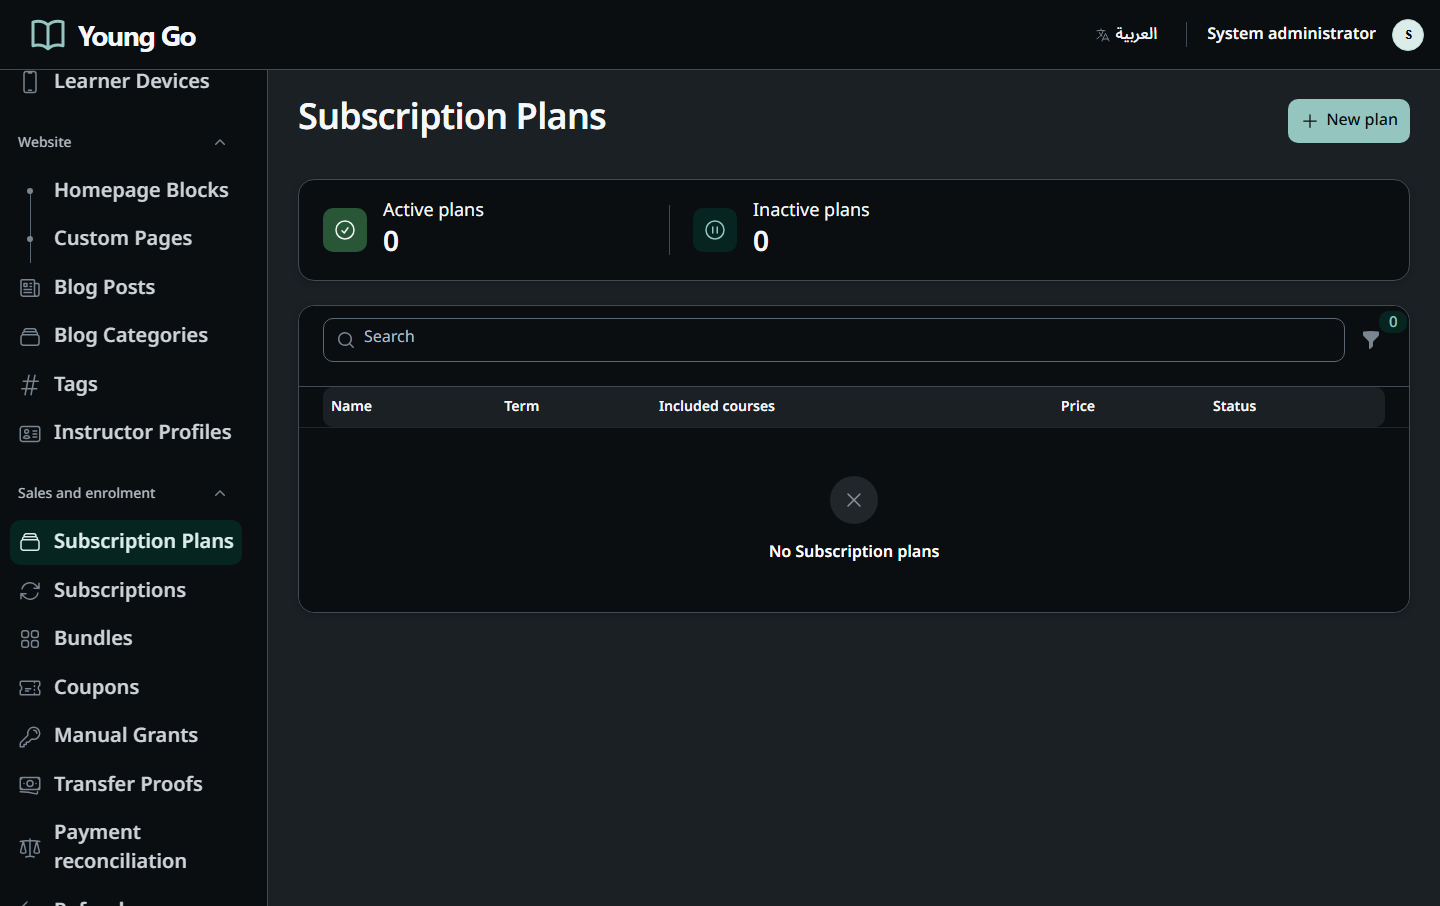 Young Go
العربية
System administrator
S
Learner Devices
Website
Homepage Blocks
Custom Pages
Blog Posts
Blog Categories
Tags
Instructor Profiles
Sales and enrolment
Subscription Plans
Subscriptions
Bundles
Coupons
Manual Grants
Transfer Proofs
Payment
reconciliation
Subscription Plans
New plan
Active plans
0
Inactive plans
0
Search
0
Name Term Included courses Price Status
No Subscription plans